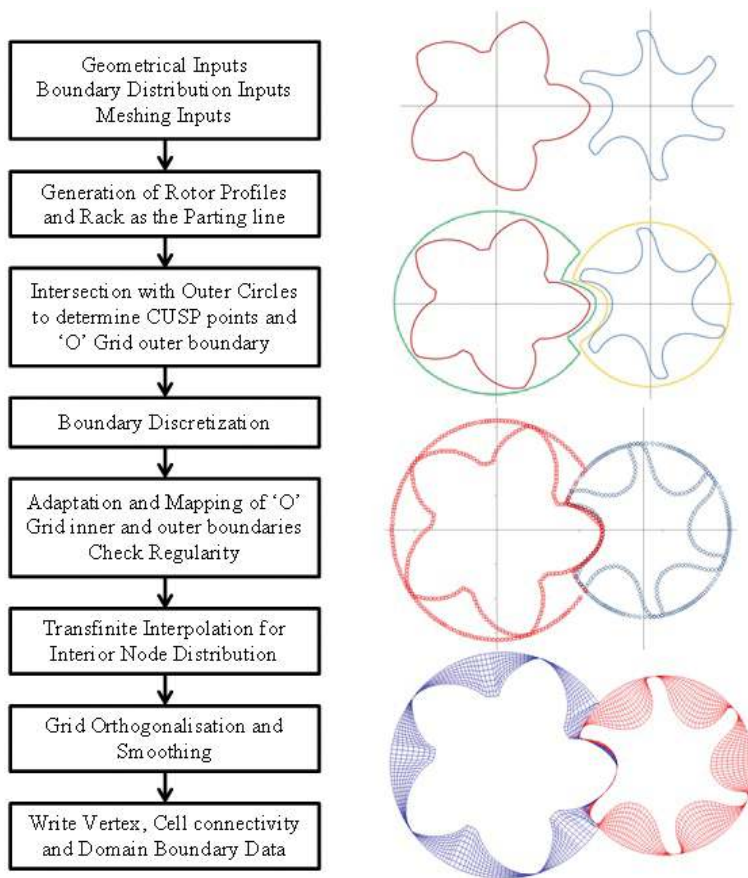 Geometrical Inputs
Boundary Distribution Inputs
Meshing Inputs
Generation of Rotor Profiles
and Rack as the Parting line
Intersection with Outer Circles
to determine CUSP points and
‘O’ Grid outer boundary
Boundary Discretization
Adaptation and Mapping of ‘O’
Grid inner and outer boundaries
Check Regularity
Transfinite Interpolation for
Interior Node Distribution
Grid Orthogonalisation and
Smoothing
Write Vertex, Cell connectivity
and Domain Boundary Data